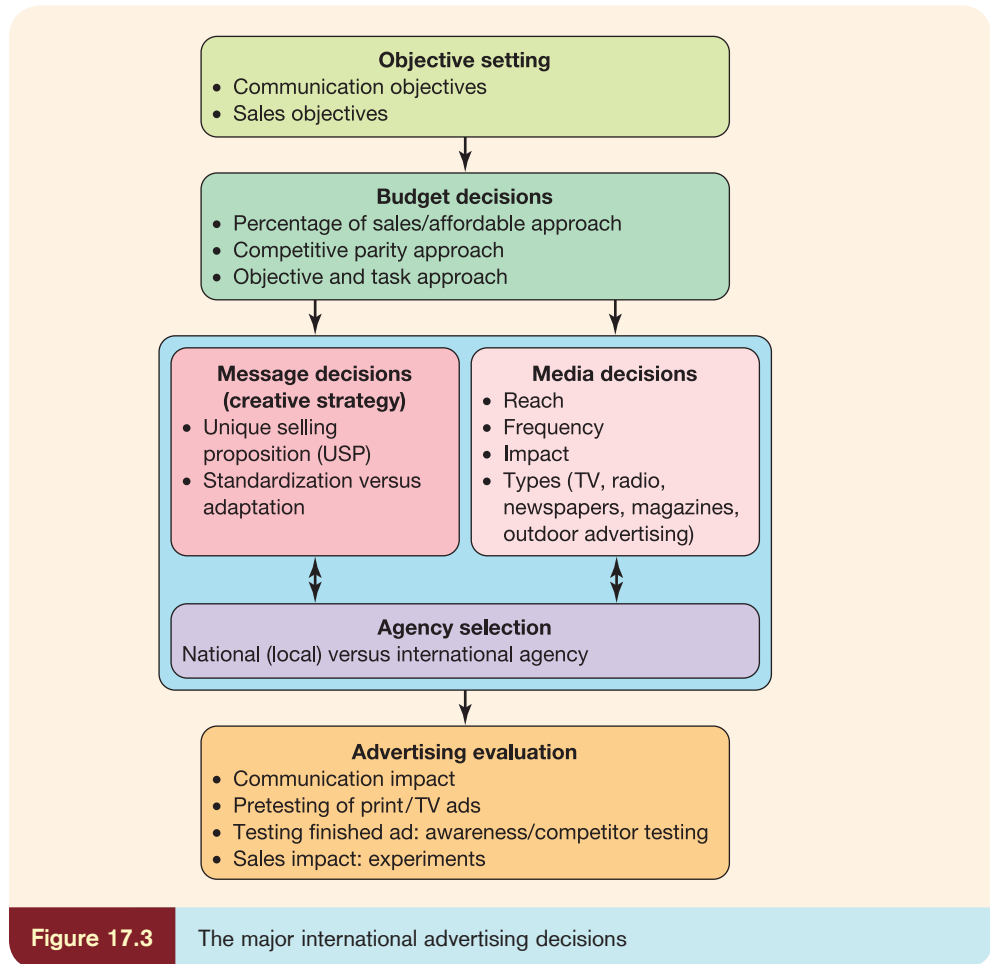 Objective setting
• Communication objectives
• Sales objectives
Budget decisions
• Percentage of sales/affordable approach
• Competitive parity approach
• Objective and task approach
Message decisions
(creative strategy)
• Unique selling
proposition (USP)
• Standardization versus
adaptation
Media decisions
• Reach
• Frequency
• Impact
• Types (TV, radio,
newspapers, magazines,
outdoor advertising)
Agency selection
National (local) versus international agency
Advertising evaluation
• Communication impact
• Pretesting of print/TV ads
• Testing finished ad: awareness/competitor testing
• Sales impact: experiments
Figure 17.3 The major international advertising decisions